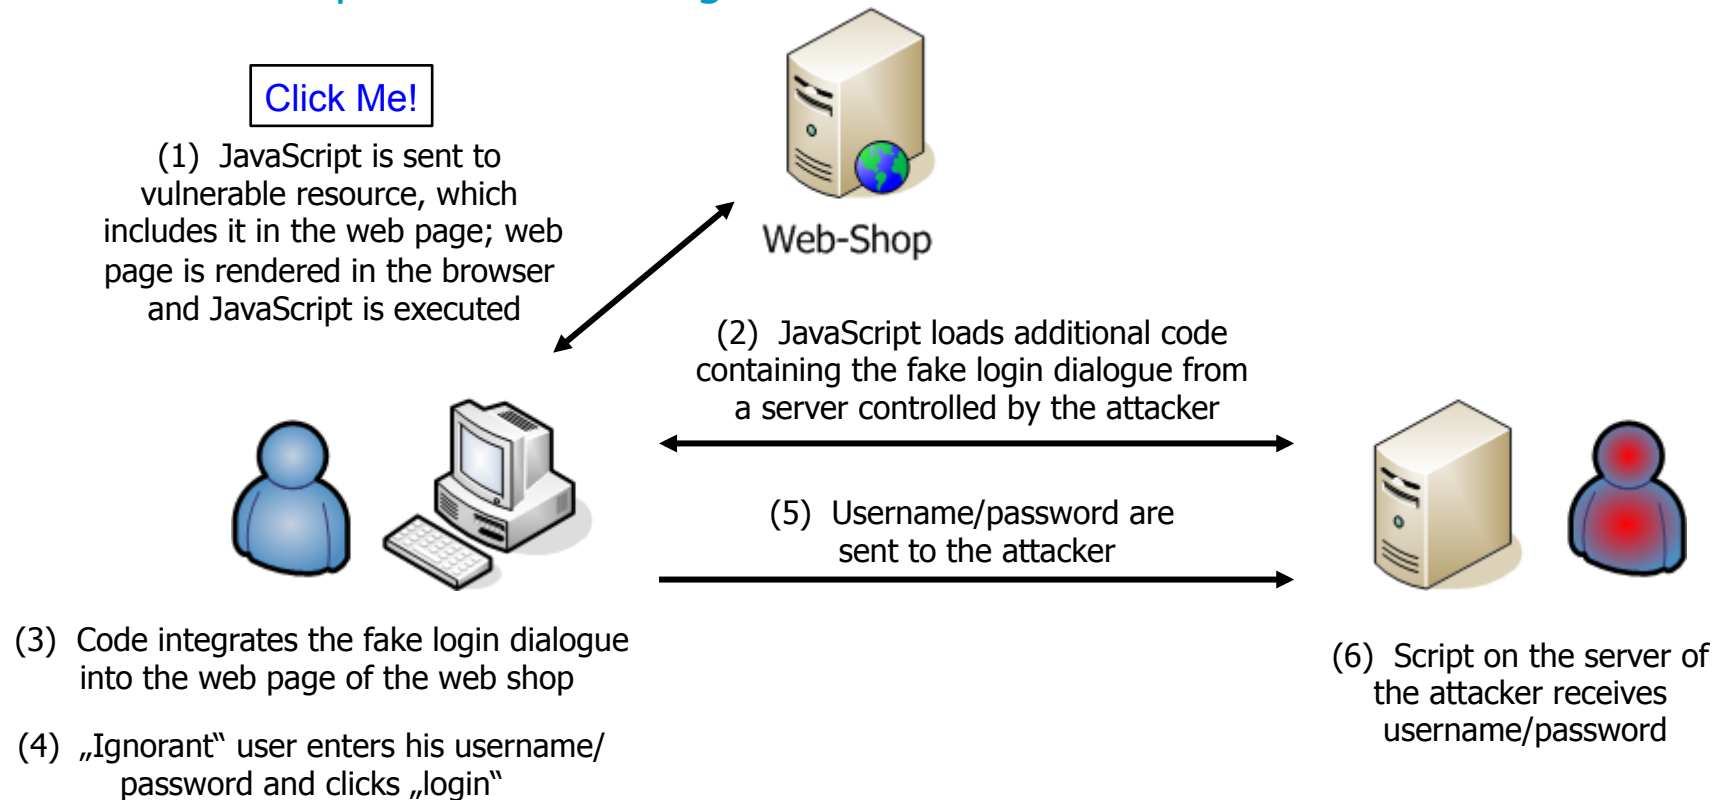 Click Me!
(1) JavaScript is sent to
vulnerable resource, which
includes it in the web page; web
page is rendered in the browser
and JavaScript is executed
Web-Shop
(2) JavaScript loads additional code
containing the fake login dialogue from
a server controlled by the attacker
(5) Username/password are
sent to the attacker
(3) Code integrates the fake login dialogue
into the web page of the web shop
(4) „Ignorant“ user enters his username/
password and clicks „login“
(6) Script on the server of
the attacker receives
username/password